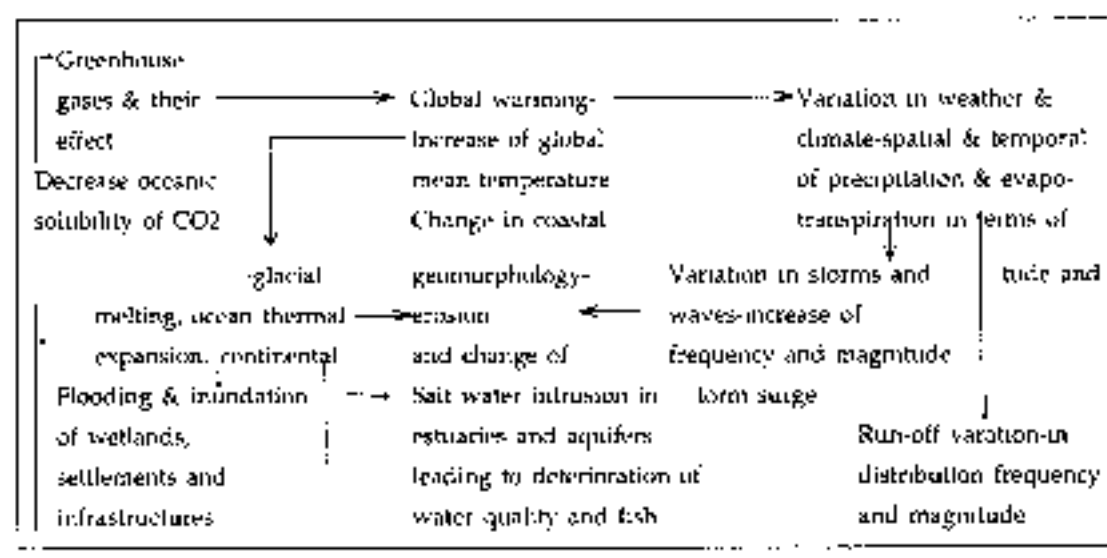 Greenhouse
gases & their
effect
Decrease oceanic
solubility of CO2
Global warming-
Increase of global
mean temperature
Change in coastal
Variation in weather &
climate-spatial & temporal
of precipitation & evapo-
transpiration in terms of
-glacial
melting, ocean thermal
expansion, continental
geomorphology-
erosion
and change of
Variation in storms and
waves-increase of
frequency and magnitude
tude and
Flooding & inundation
of wetlands,
settlements and
infrastructures
Salt water intrusion in
estuaries and aquifers
leading to deterioration of
water quality and fish
torm surge
Run-off varation-in
distribution frequency
and magnitude